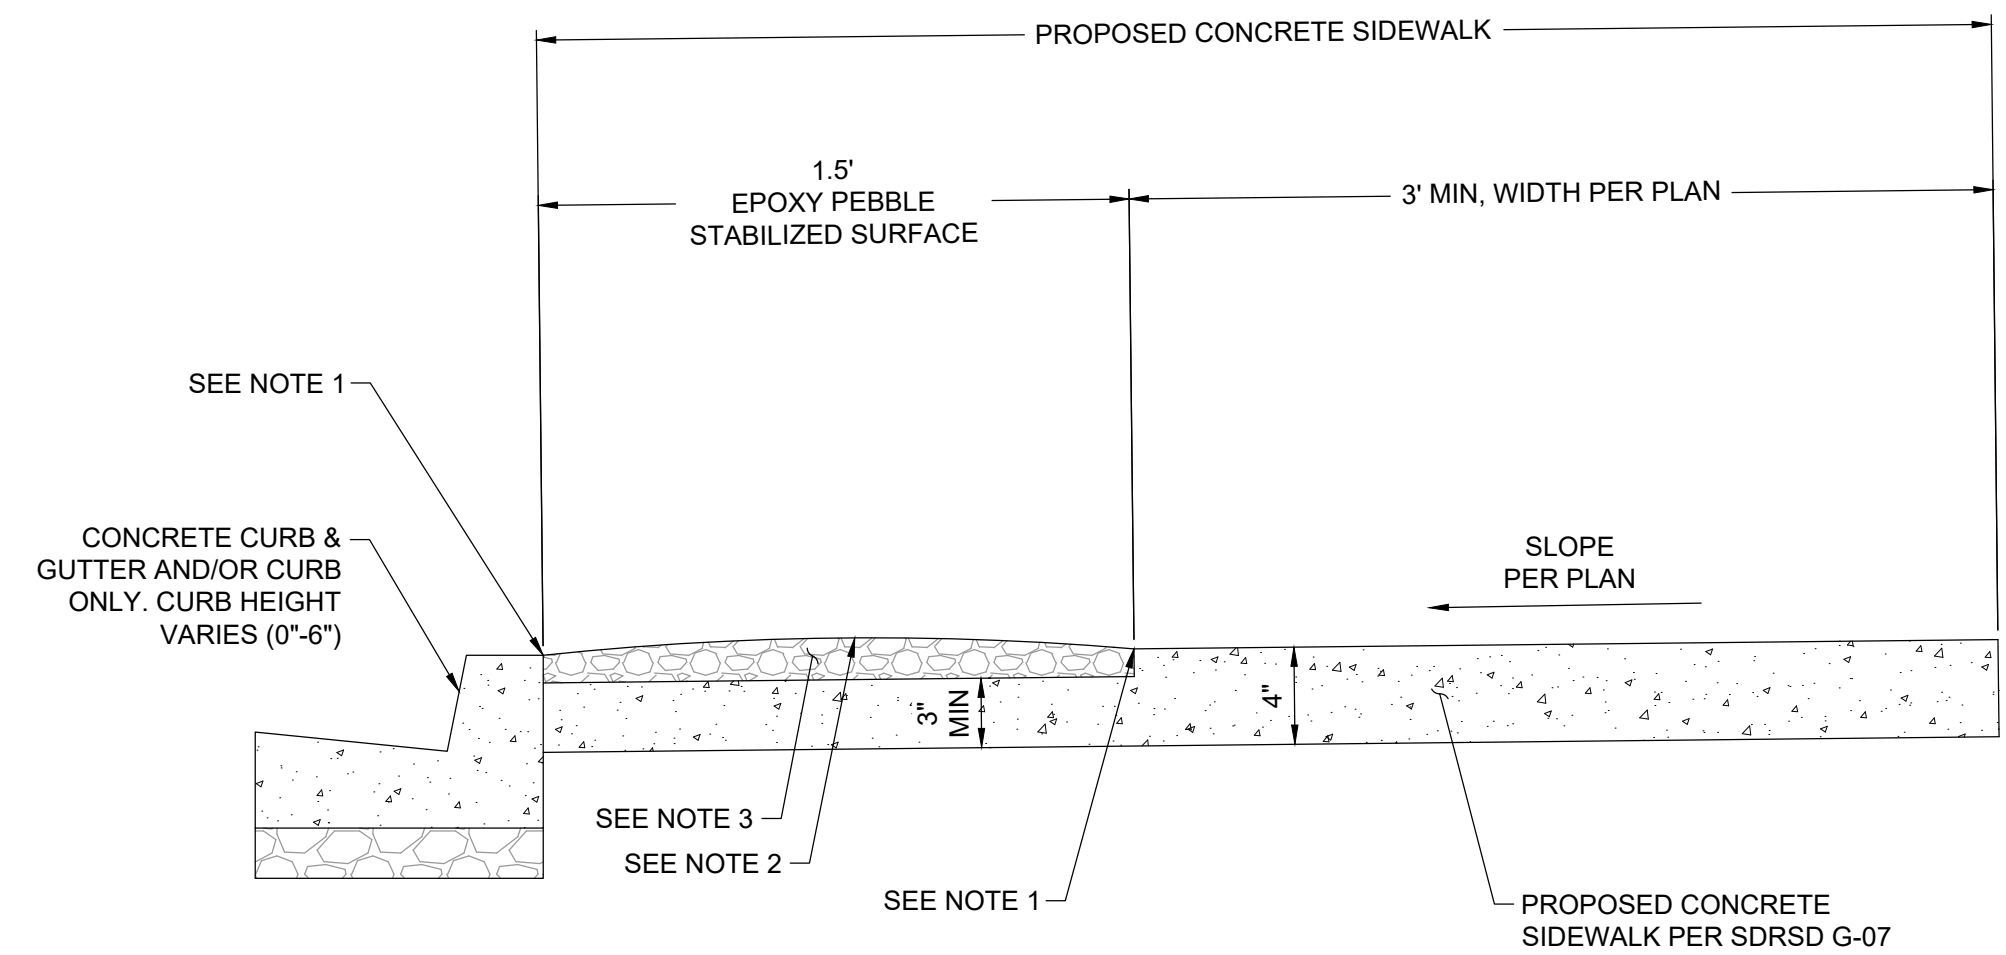 PROPOSED CONCRETE SIDEWALK
1.5'
EPOXY PEBBLE
STABILIZED SURFACE
3' MIN, WIDTH PER PLAN
SEE NOTE 1
CONCRETE CURB &
GUTTER AND/OR CURB
ONLY. CURB HEIGHT
VARIES (0"-6")
SLOPE
PER PLAN
3"
MIN
4"
SEE NOTE 3
SEE NOTE 2
SEE NOTE 1
PROPOSED CONCRETE
SIDEWALK PER SDRSD G-07